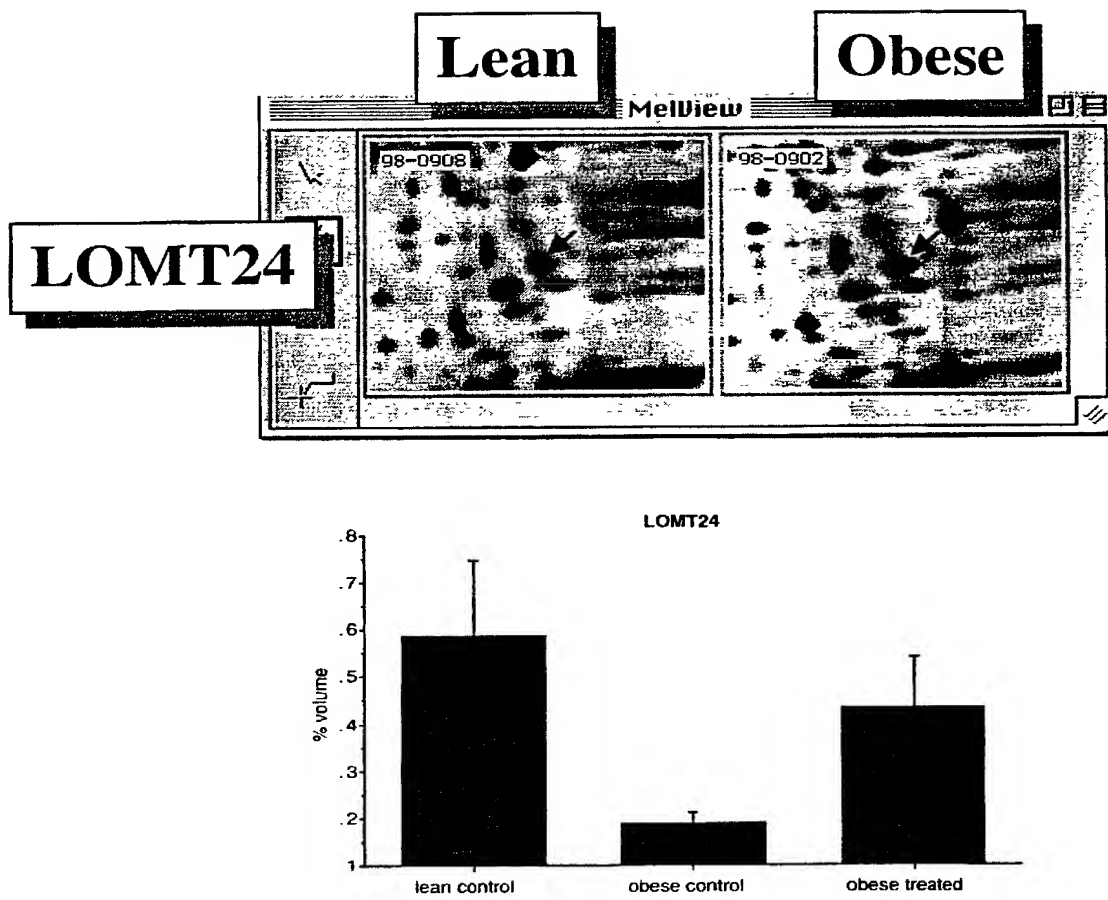 Lean
Obese
MelView
98-0908
98-0902
LOMT24
LOMT24
.8
.7
.6
.5
.4
.3
.2
.1
% volume
lean control
obese control
obese treated